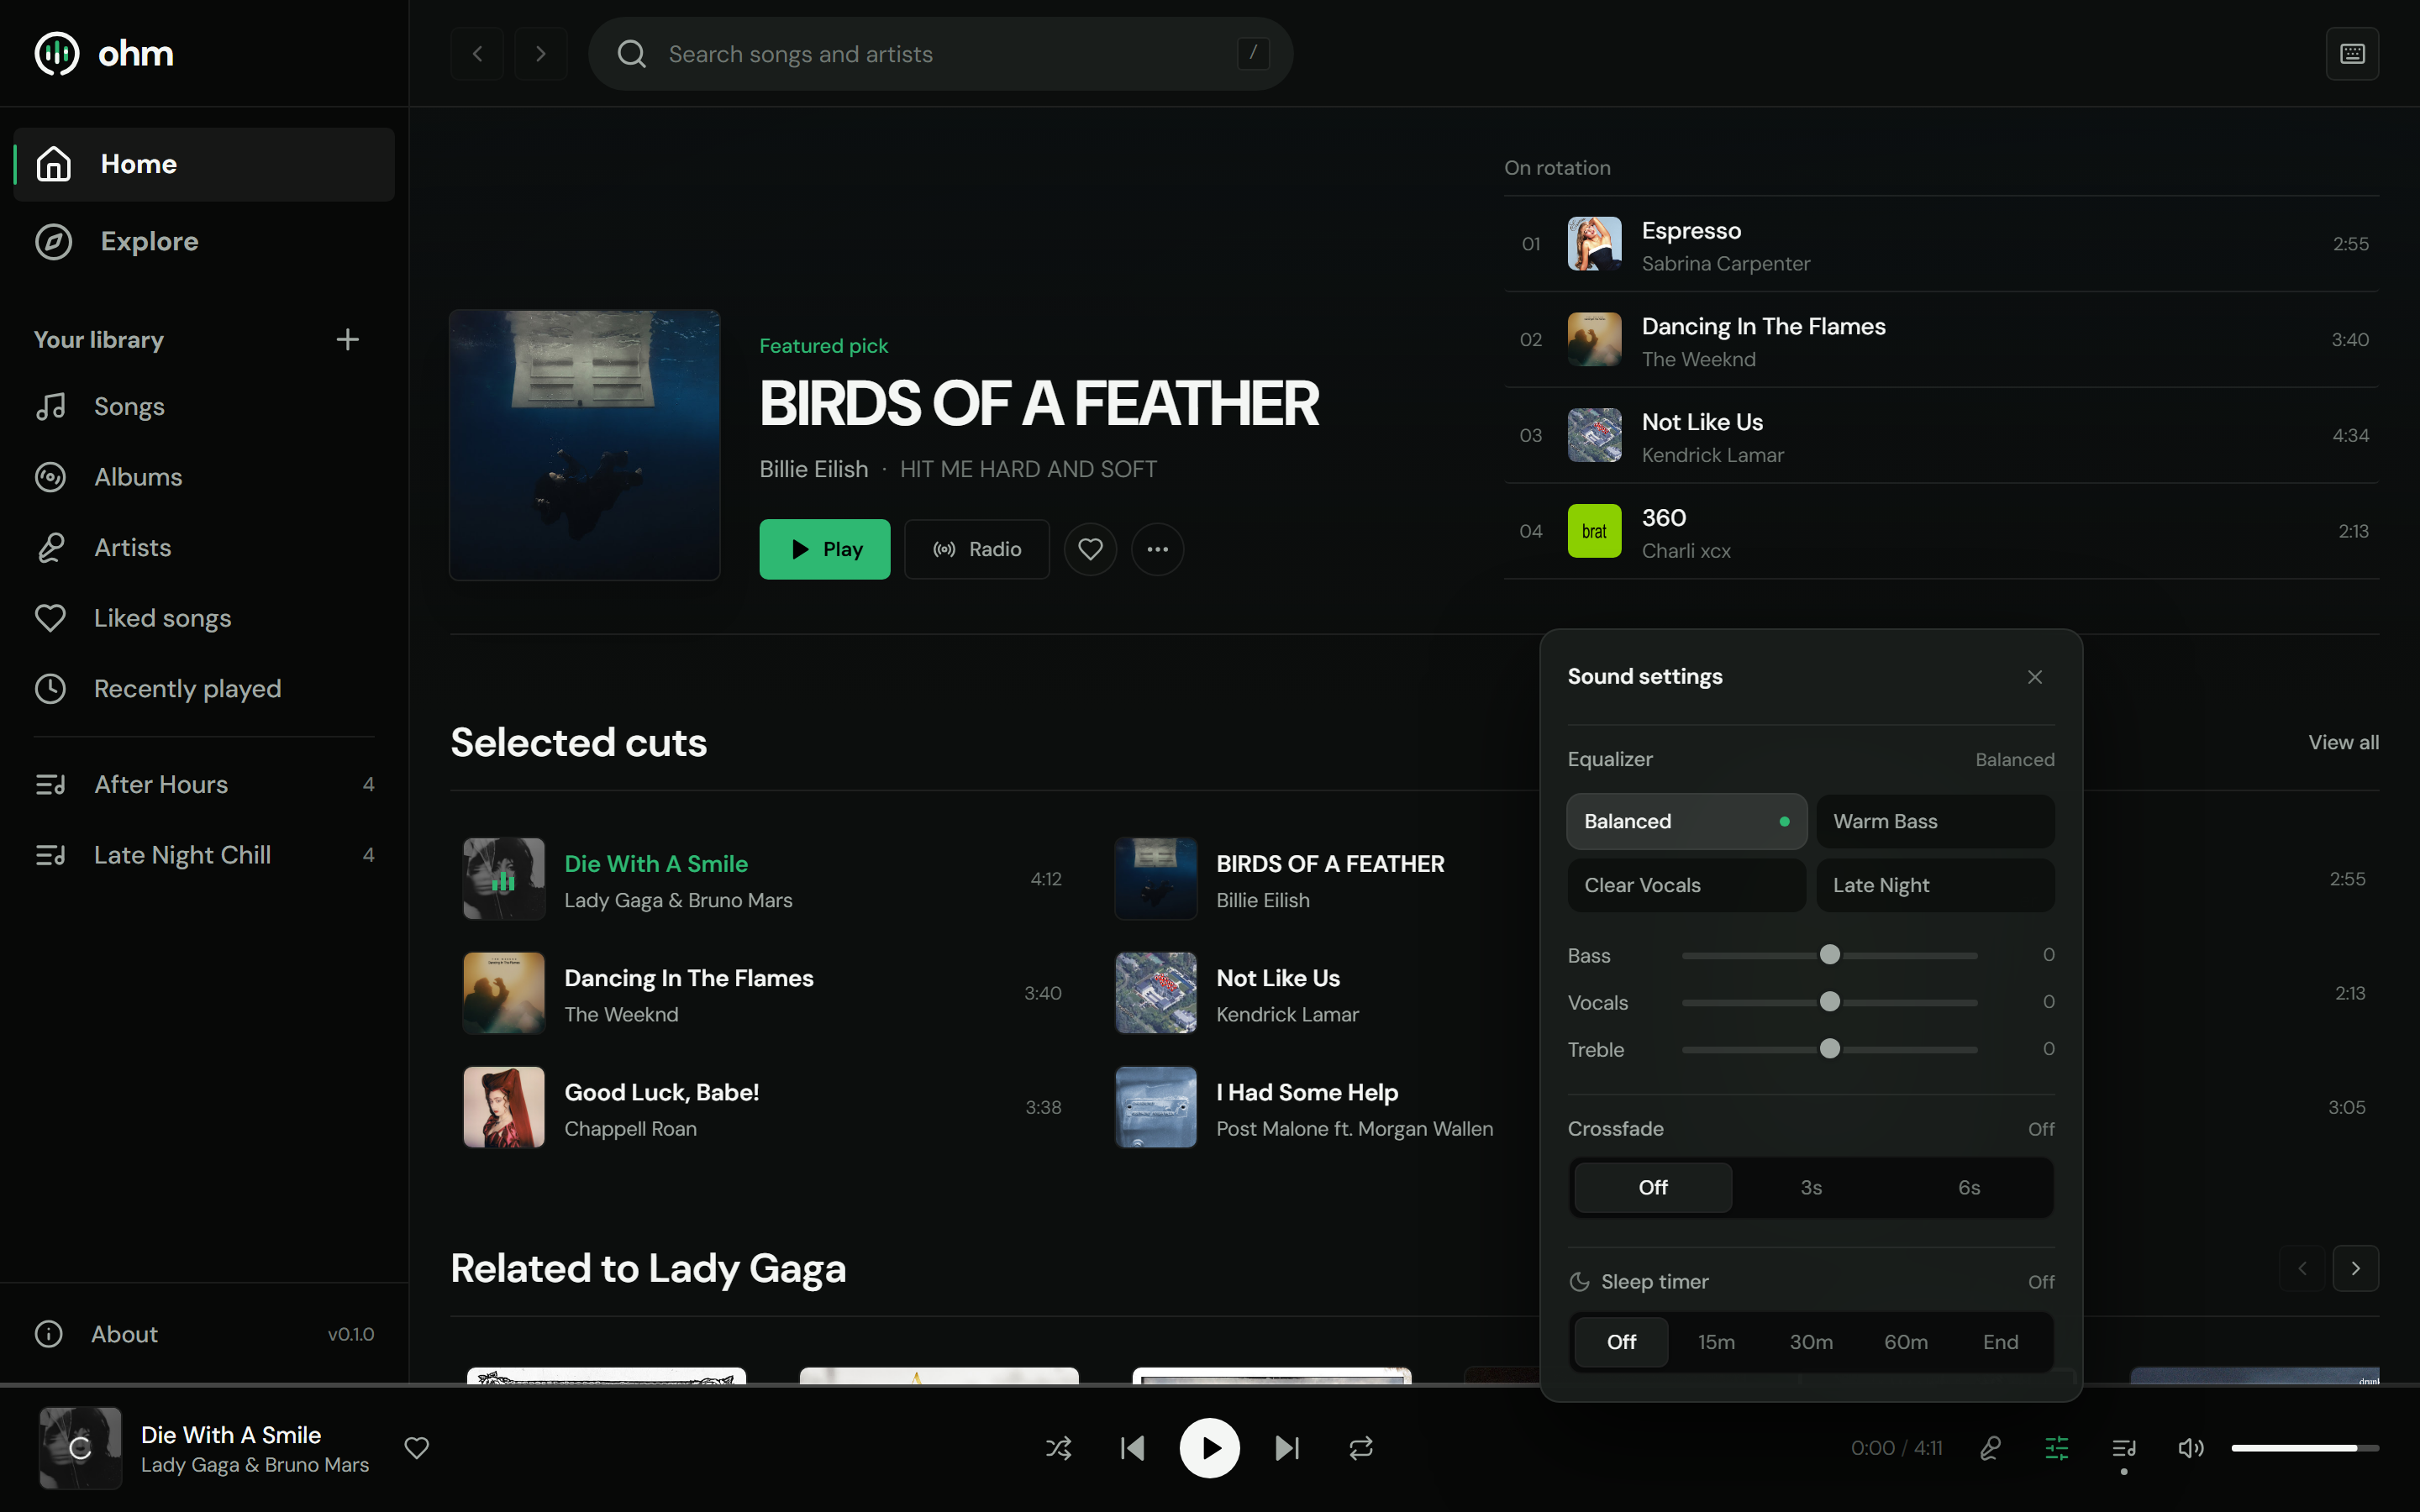 ohm
Search songs and artists
/
Home
Explore
Your library
Songs
Albums
Artists
Liked songs
Recently played
After Hours
4
Late Night Chill
4
About
v0.1.0
Featured pick
BIRDS OF A FEATHER
Billie Eilish · HIT ME HARD AND SOFT
Play
Radio
On rotation
01
Espresso
Sabrina Carpenter
2:55
02
Dancing In The Flames
The Weeknd
3:40
03
Not Like Us
Kendrick Lamar
4:34
04
brat
360
Charli xcx
2:13
Selected cuts
View all
Die With A Smile
Lady Gaga & Bruno Mars
4:12
BIRDS OF A FEATHER
Billie Eilish
2:55
Dancing In The Flames
The Weeknd
3:40
Not Like Us
Kendrick Lamar
2:13
Good Luck, Babe!
Chappell Roan
3:38
I Had Some Help
Post Malone ft. Morgan Wallen
3:05
Related to Lady Gaga
Sound settings
Equalizer
Balanced
Balanced
Warm Bass
Clear Vocals
Late Night
Bass
0
Vocals
0
Treble
0
Crossfade
Off
Off
3s
6s
Sleep timer
Off
Off
15m
30m
60m
End
Die With A Smile
Lady Gaga & Bruno Mars
0:00 / 4:11